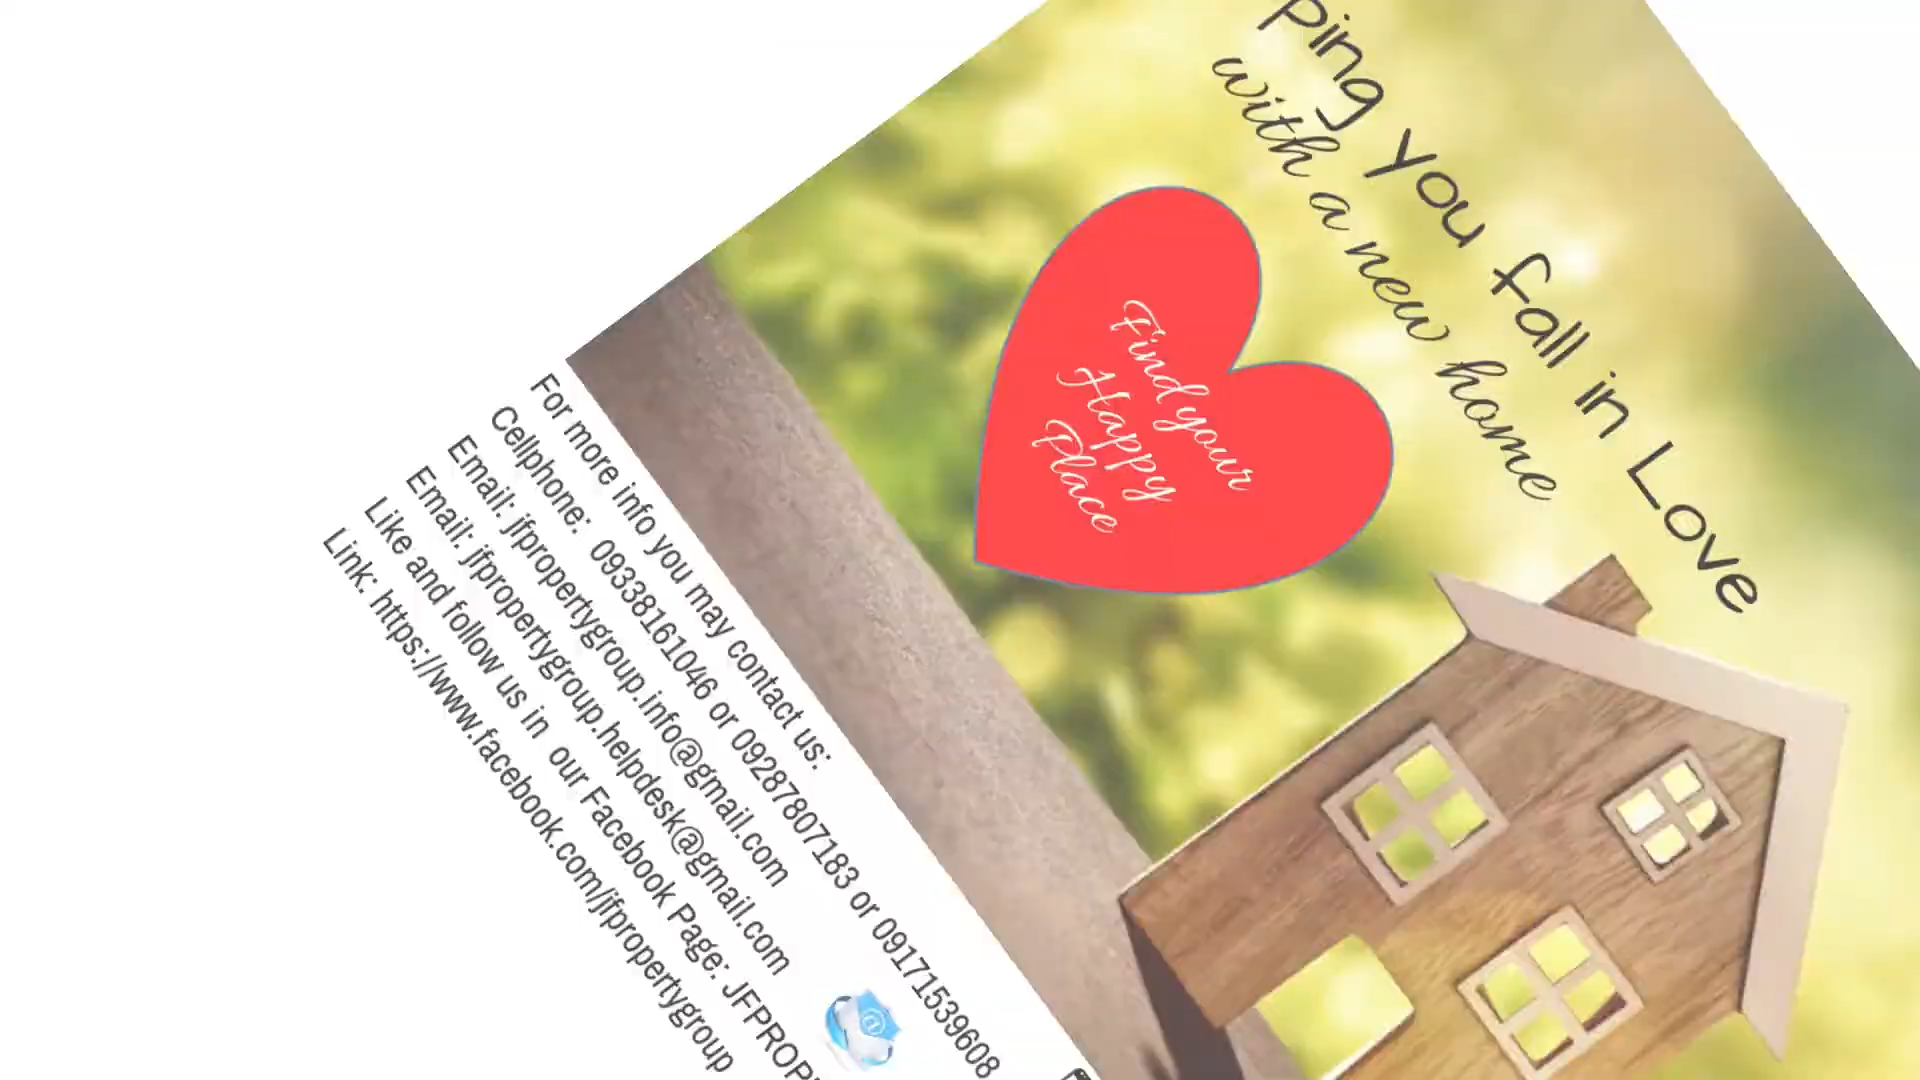 ping you fall in Love
with a new home
Find your
Happy
Place
For more info you may contact us:
Cellphone: 09338161046 or 09287807183 or 09171539608
Email: jfpropertygroup.info@gmail.com
Email: jfpropertygroup.helpdesk@gmail.com
Like and follow us in our Facebook Page: JFPROP
Link: https://www.facebook.com/jfpropertygroup
@